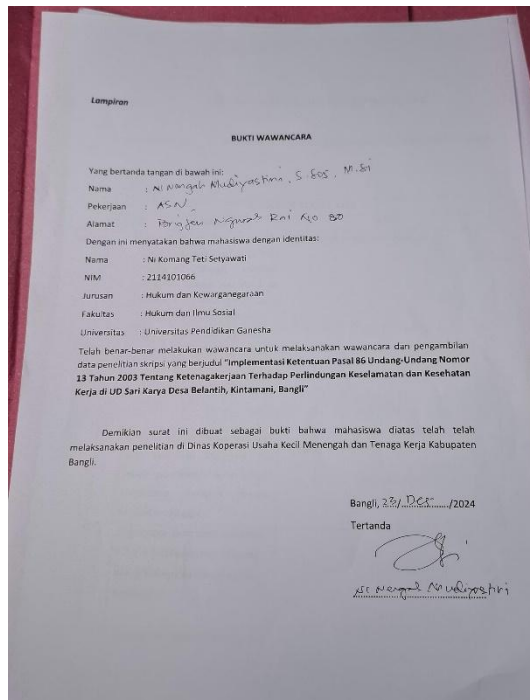 Lampiran
BUKTI WAWANCARA
Yang bertanda tangan di bawah ini:
Nama : Ni Nengah Mudiyastini, S.Sos, M.Si
Pekerjaan : ASN
Alamat : Brigjen Ngurah Rai No 30
Dengan ini menyatakan bahwa mahasiswa dengan identitas:
Nama : Ni Komang Teti Setyawati
NIM : 2114101066
Jurusan : Hukum dan Kewarganegaraan
Fakultas : Hukum dan Ilmu Sosial
Universitas : Universitas Pendidikan Ganesha
Telah benar-benar melakukan wawancara untuk melaksanakan wawancara dan pengambilan
data penelitian skripsi yang berjudul "Implementasi Ketentuan Pasal 86 Undang-Undang Nomor
13 Tahun 2003 Tentang Ketenagakerjaan Terhadap Perlindungan Keselamatan dan Kesehatan
Kerja di UD Sari Karya Desa Belantih, Kintamani, Bangli"
Demikian surat ini dibuat sebagai bukti bahwa mahasiswa diatas telah telah
melaksanakan penelitian di Dinas Koperasi Usaha Kecil Menengah dan Tenaga Kerja Kabupaten
Bangli.
Bangli, 23/Des/2024
Tertanda
Ni Nengah Mudiyastini